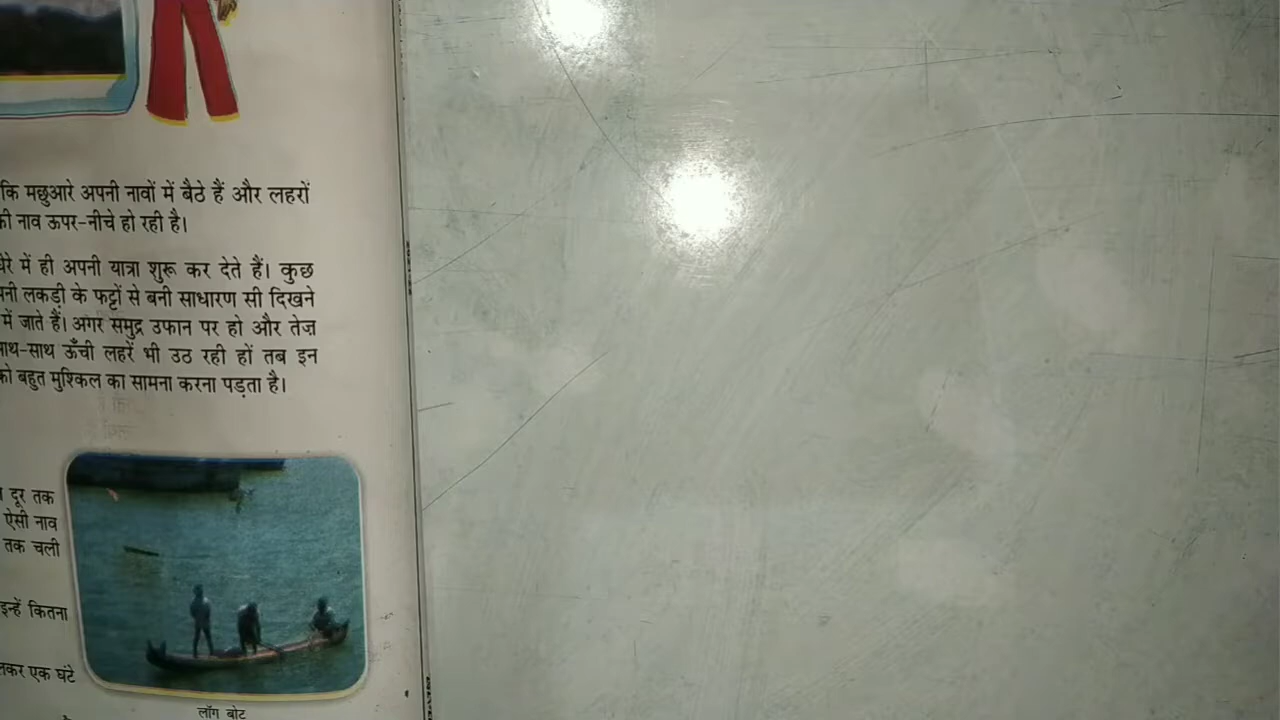 कि मछुआरे अपनी नावों में बैठे हैं और लहरों
की नाव ऊपर-नीचे हो रही है।
में ही अपनी यात्रा शुरू कर देते हैं। कुछ
लकड़ी के फट्टों से बनी साधारण सी दिखने
में जाते हैं। अगर समुद्र उफान पर हो और तेज़
साथ-साथ ऊँची लहरें भी उठ रही हों तब इन
को बहुत मुश्किल का सामना करना पड़ता है।
दूर तक
ऐसी नाव
तक चली
इन्हें कितना
एक घंटे
लॉग बोट